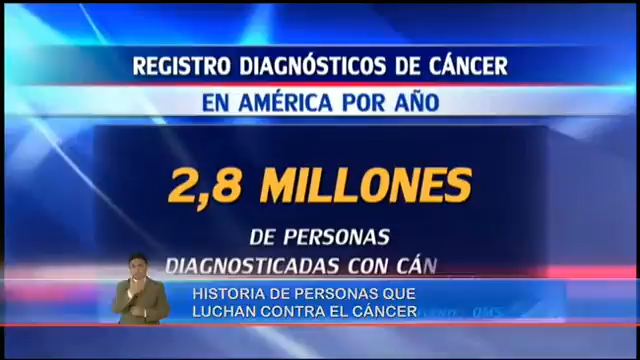 REGISTRO DIAGNÓSTICOS DE CÁNCER
EN AMÉRICA POR AÑO
2,8 MILLONES
DE PERSONAS
DIAGNOSTICADAS CON CÁN
HISTORIA DE PERSONAS QUE
LUCHAN CONTRA EL CÁNCER
OMS